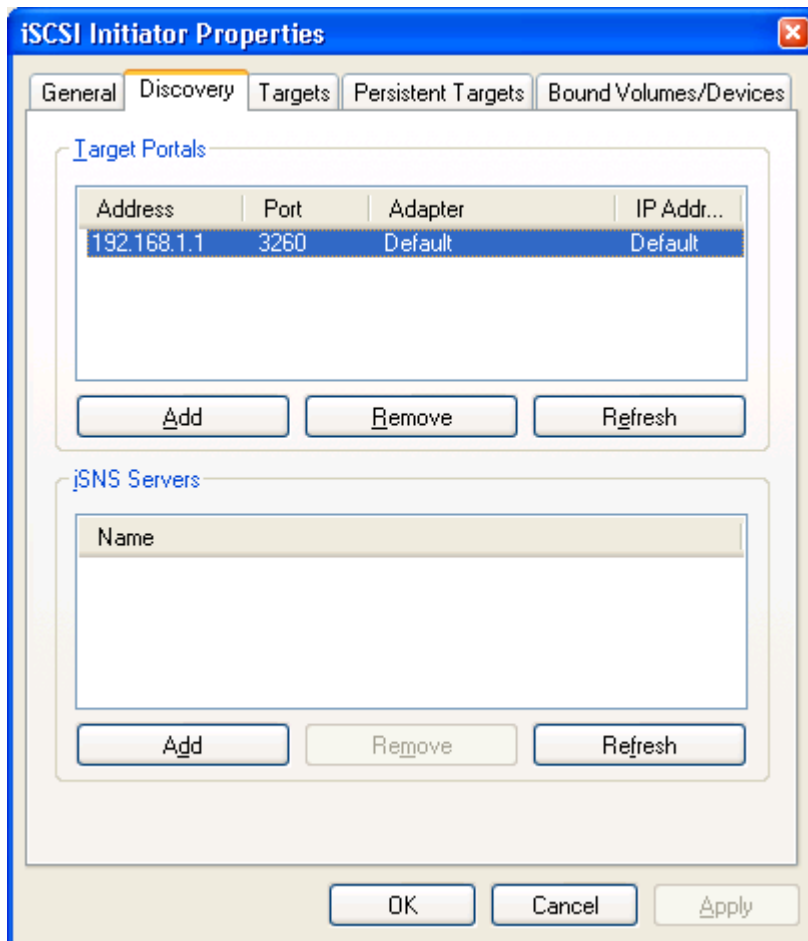 iSCSI Initiator Properties
General Discovery Targets Persistent Targets Bound Volumes/Devices
Target Portals
Address Port Adapter IP Addr...
192.168.1.1 3260 Default Default
Add Remove Refresh
iSNS Servers
Name
Add Remove Refresh
OK Cancel Apply